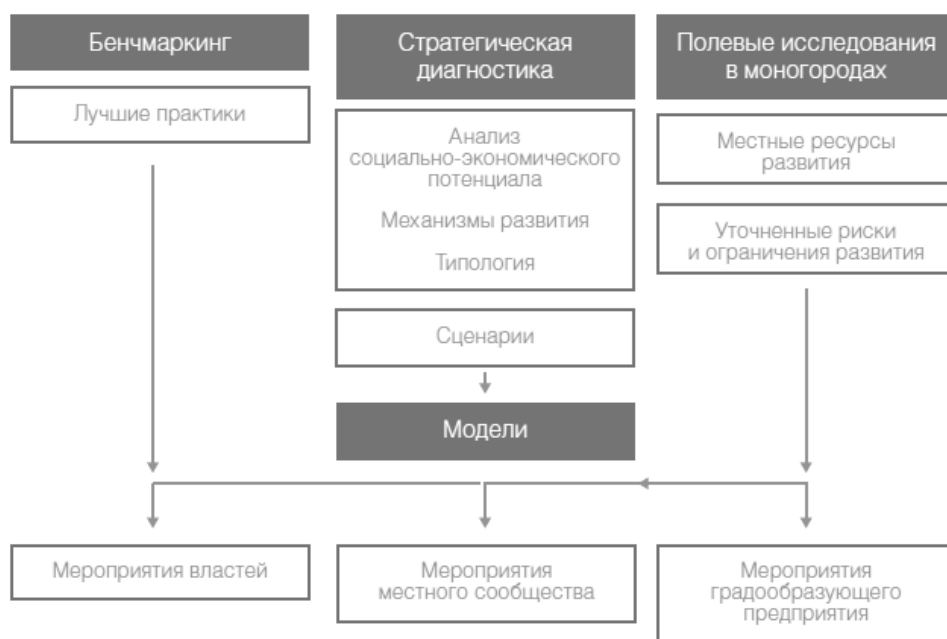 Бенчмаркинг
Лучшие практики
Стратегическая
диагностика
Анализ
социально-экономического
потенциала
Механизмы развития
Типология
Сценарии
Модели
Полевые исследования
в моногородах
Местные ресурсы
развития
Уточненные риски
и ограничения развития
Мероприятия властей
Мероприятия
местного сообщества
Мероприятия
градообразующего
предприятия